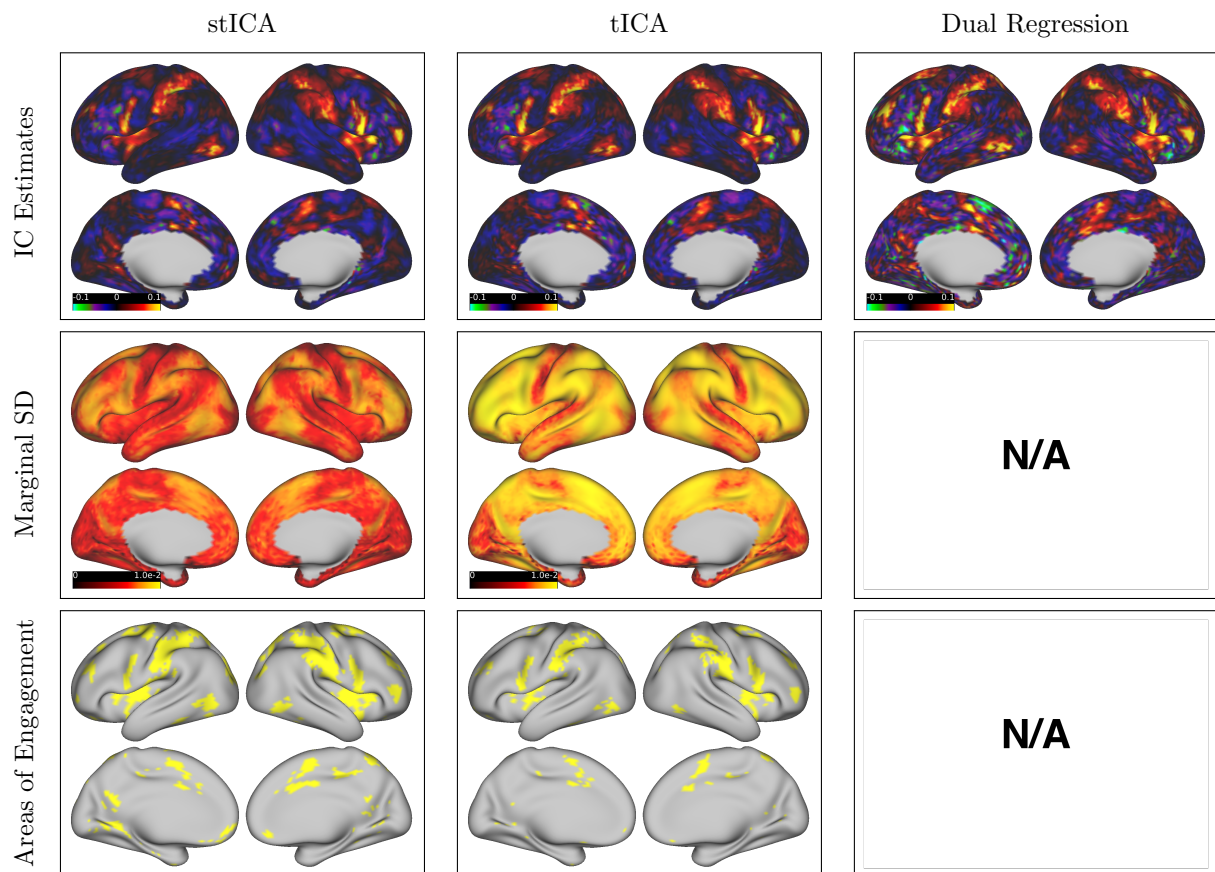 stICA
tICA
Dual Regression
IC Estimates
-0.1 0 0.1
-0.1 0 0.1
-0.1 0 0.1
Marginal SD
0 1.0e-2
0 1.0e-2
N/A
Areas of Engagement
N/A